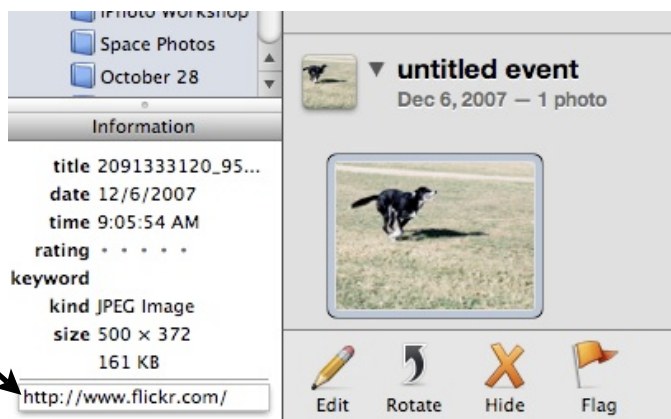 iPhoto Workshop
Space Photos
October 28
Information
title 2091333120_95...
date 12/6/2007
time 9:05:54 AM
rating • • • • •
keyword
kind JPEG Image
size 500 × 372
161 KB
http://www.flickr.com/
untitled event
Dec 6, 2007 — 1 photo
Edit
Rotate
Hide
Flag